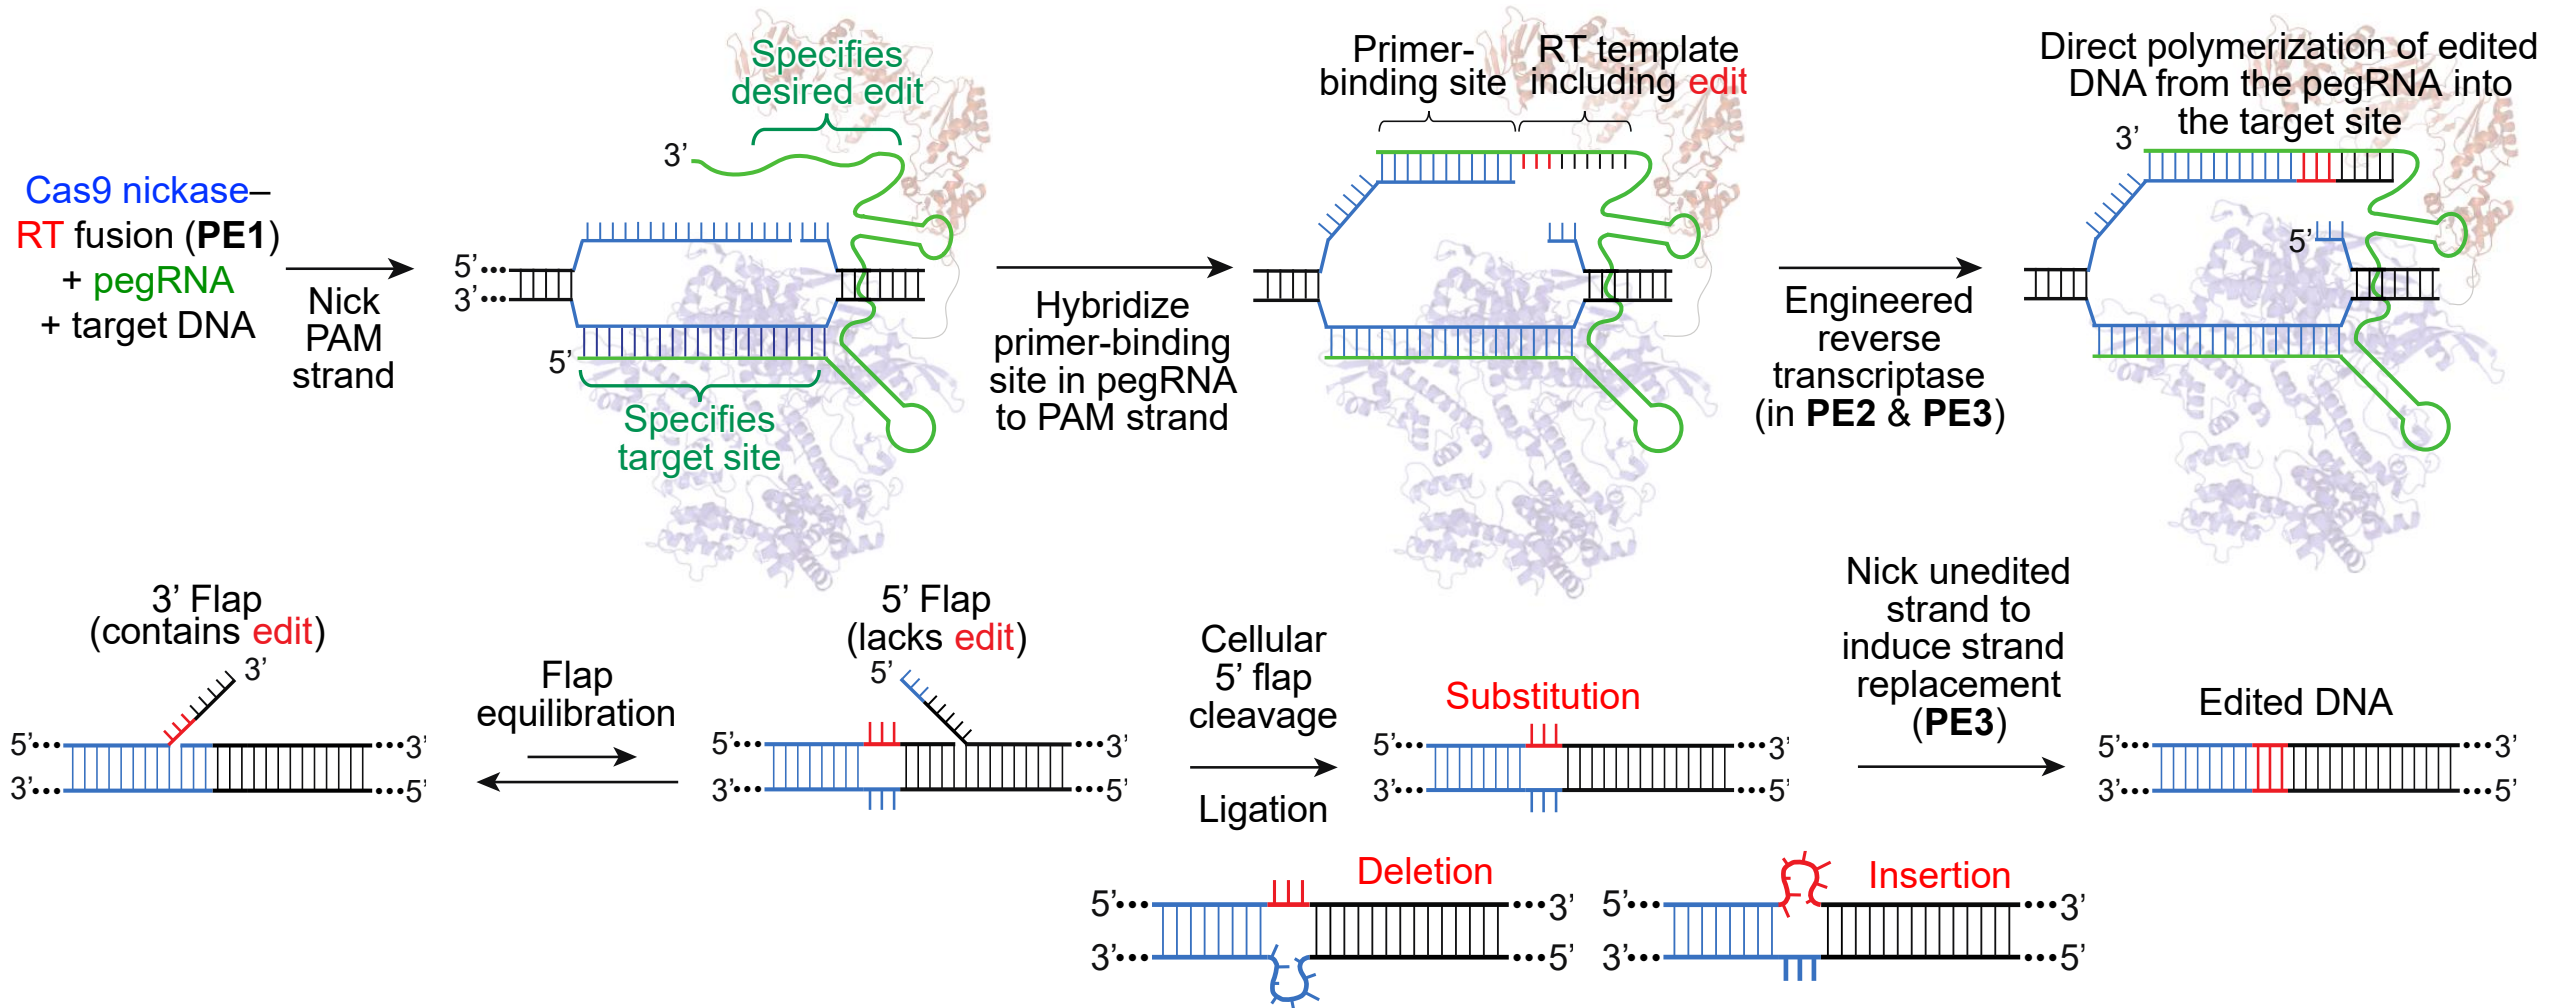 Cas9 nickase–
RT fusion (PE1)
+ pegRNA
+ target DNA
Nick
PAM
strand
Specifies
desired edit
3’
5’
3’
5’
Specifies
target site
Hybridize
primer-binding
site in pegRNA
to PAM strand
Primer-
binding site
RT template
including edit
Engineered
reverse
transcriptase
(in PE2 & PE3)
Direct polymerization of edited
DNA from the pegRNA into
the target site
3’
5’
3’ Flap
(contains edit)
3’
5’ 3’
3’ 5’
Flap
equilibration
5’ Flap
(lacks edit)
5’
5’ 3’
3’ 5’
Cellular
5’ flap
cleavage
Ligation
Substitution
5’ 3’
3’ 5’
Nick unedited
strand to
induce strand
replacement
(PE3)
Edited DNA
5’ 3’
3’ 5’
Deletion
5’ 3’
3’ 5’
Insertion
5’ 3’
3’ 5’